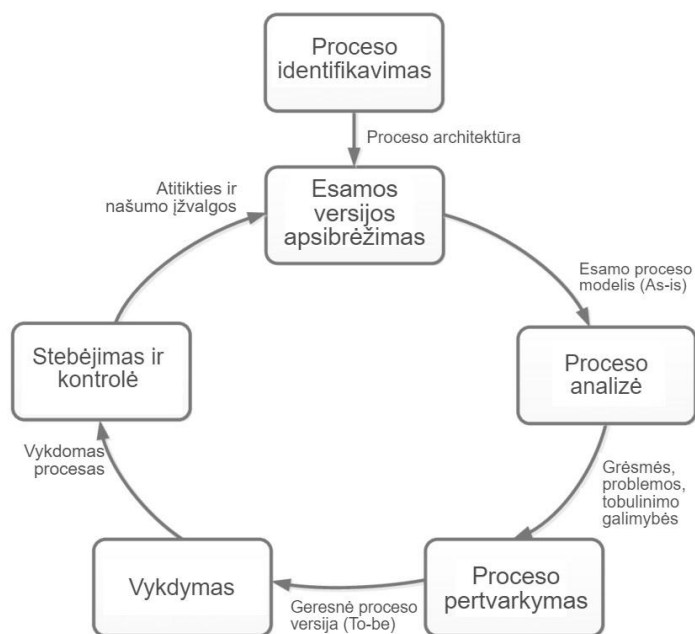 Proceso
identifikavimas
Proceso architektūra
Esamos
versijos
apsibrėžimas
Esamo proceso
modelis (As-is)
Proceso
analizė
Grėsmės,
problemos,
tobulinimo
galimybės
Proceso
pertvarkymas
Geresnė proceso
versija (To-be)
Vykdymas
Vykdomas
procesas
Stebėjimas ir
kontrolė
Atitikties ir
našumo įžvalgos